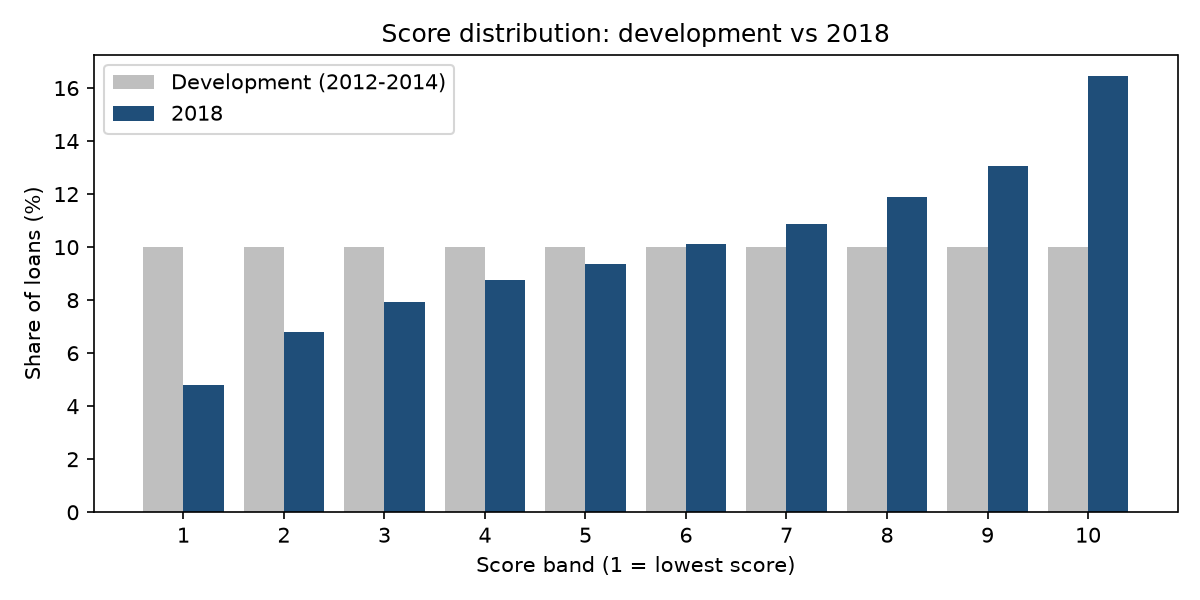 Score distribution: development vs 2018
Development (2012-2014)
2018
Share of loans (%)
16
14
12
10
8
6
4
2
0
1 2 3 4 5 6 7 8 9 10
Score band (1 = lowest score)